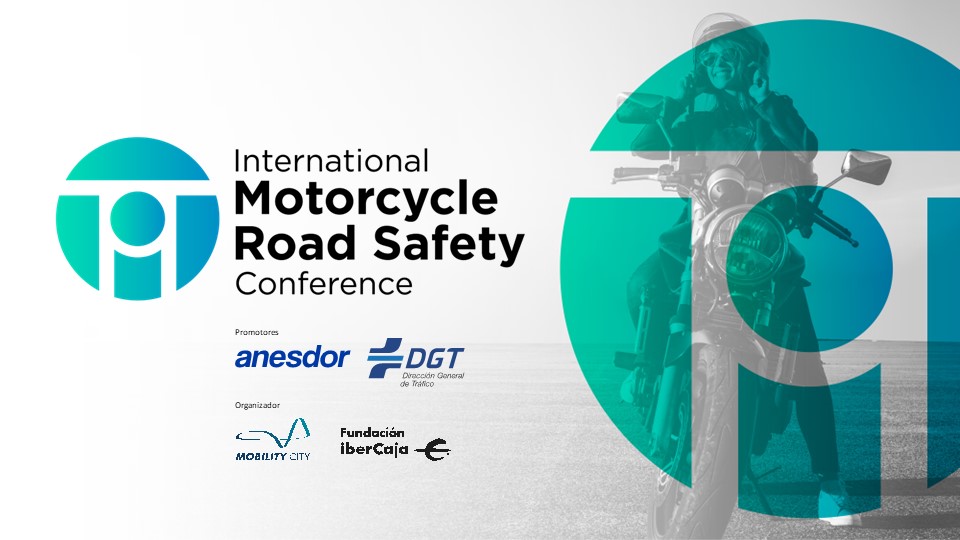 International
Motorcycle
Road Safety
Conference
Promotores
anesdor
DGT
Dirección General
de Tráfico
Organizador
MOBILITY CITY
Fundación
iberCaja